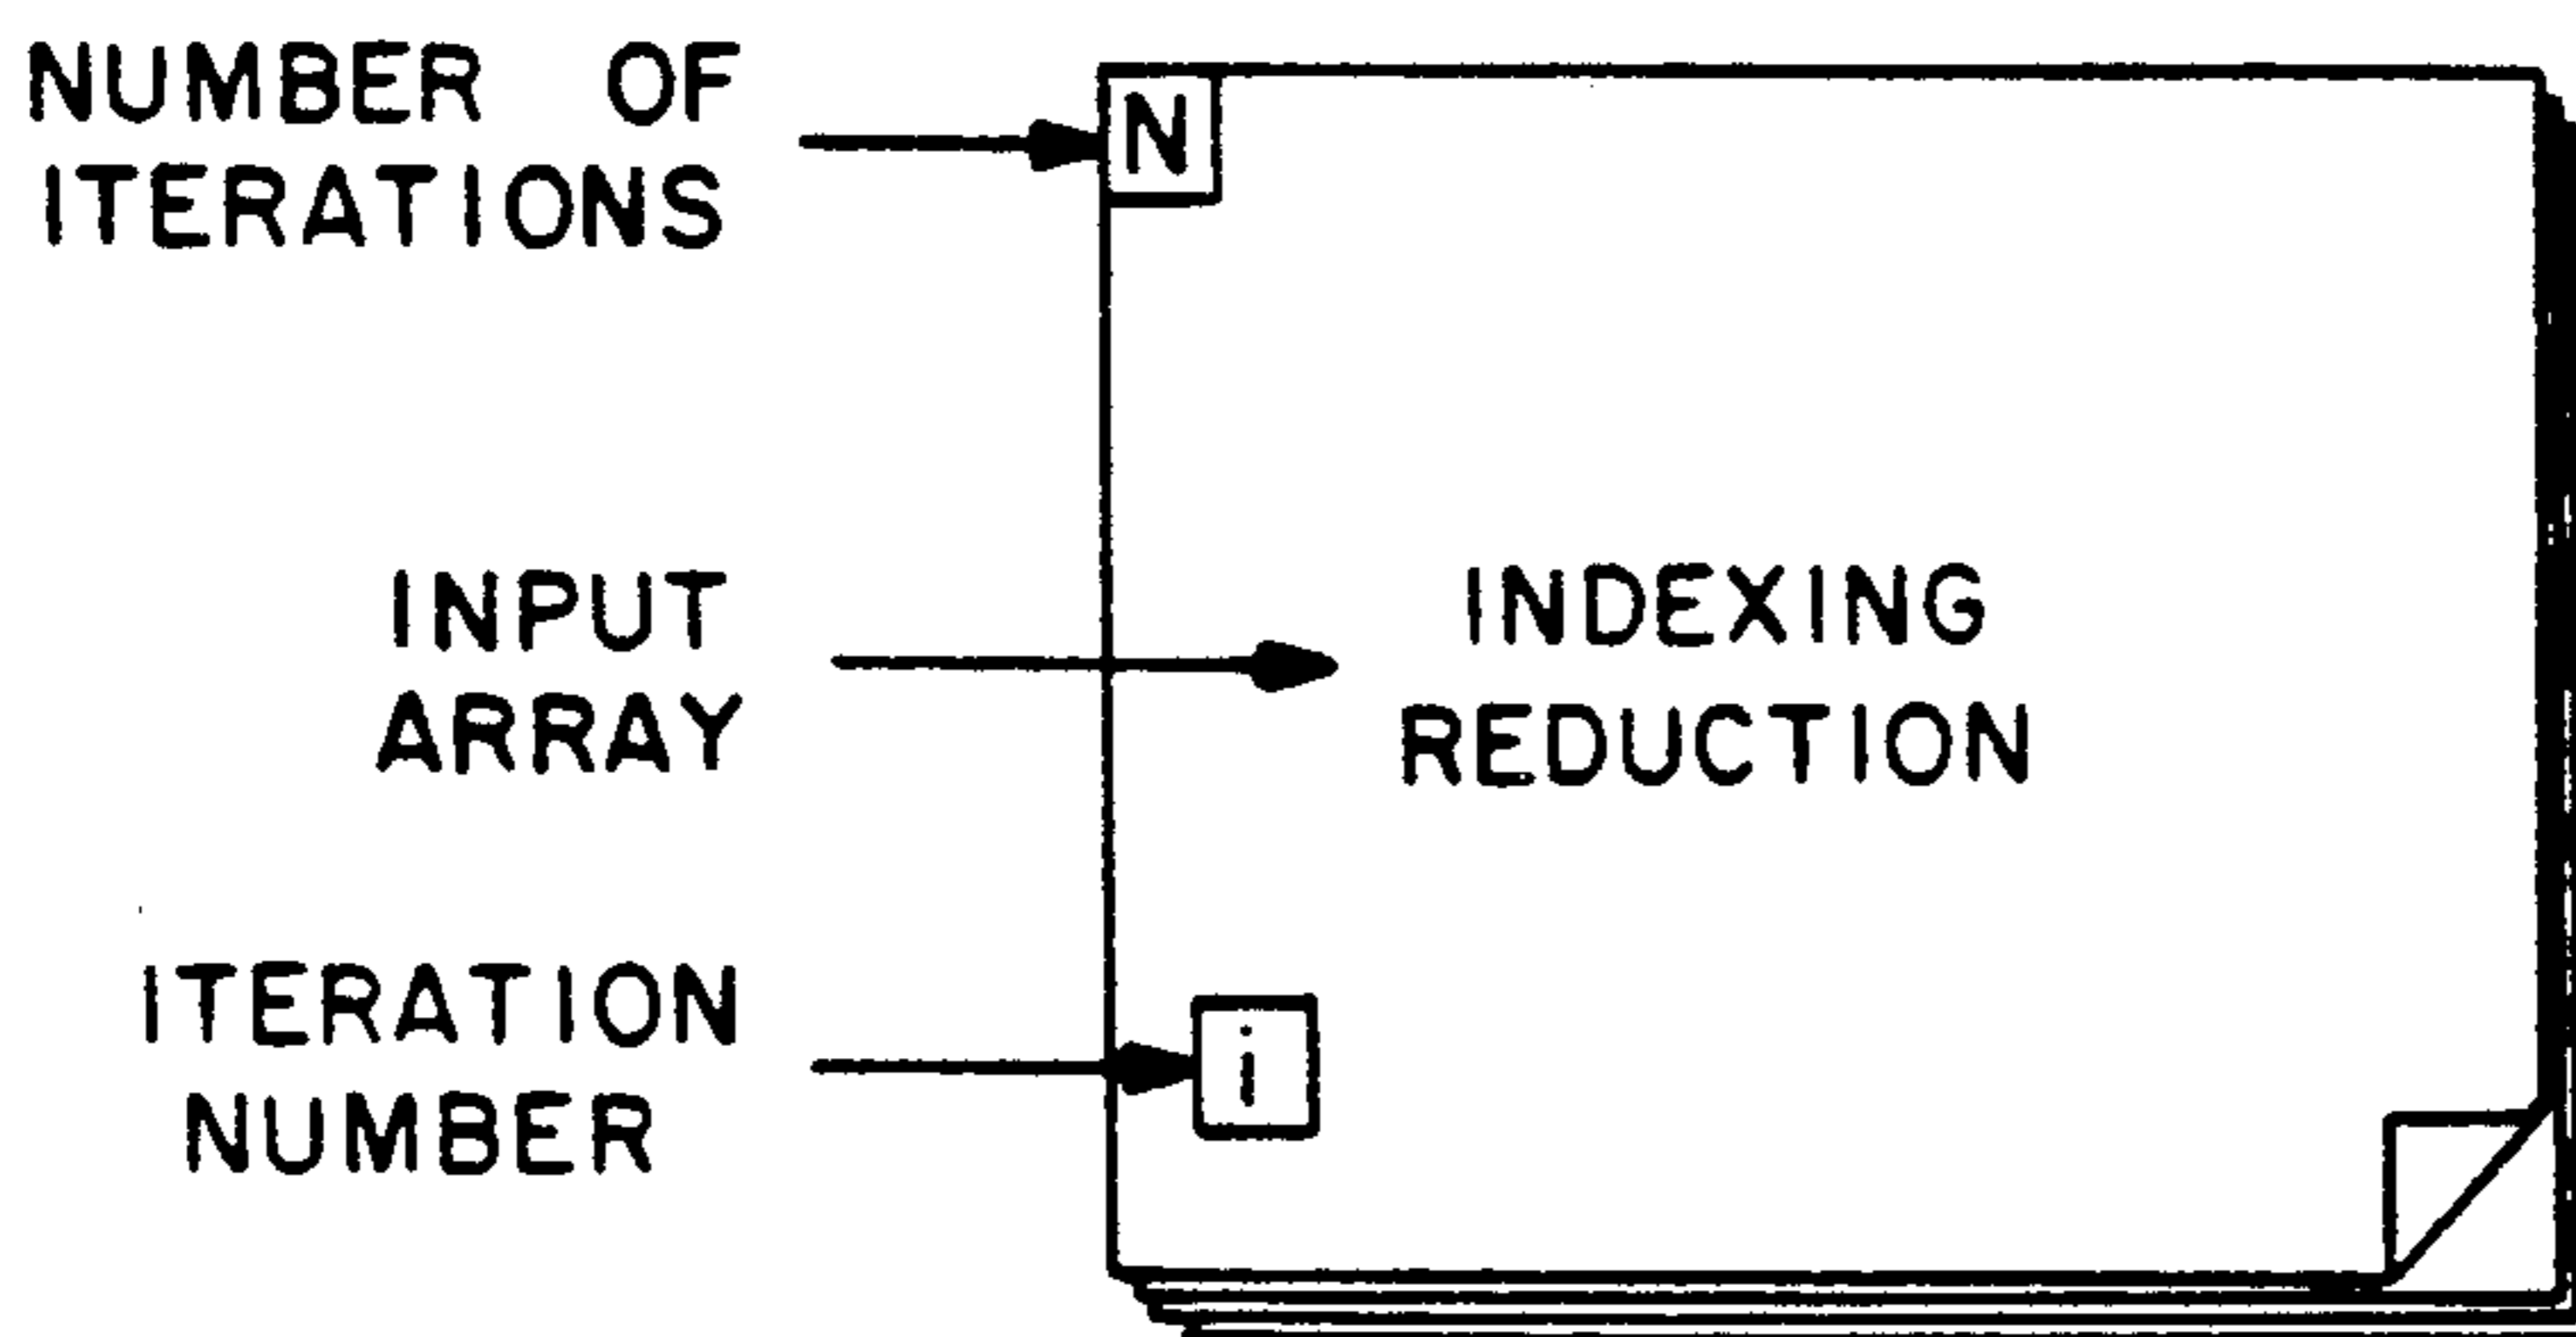 NUMBER OF
ITERATIONS
N
INPUT
ARRAY
INDEXING
REDUCTION
ITERATION
NUMBER
i